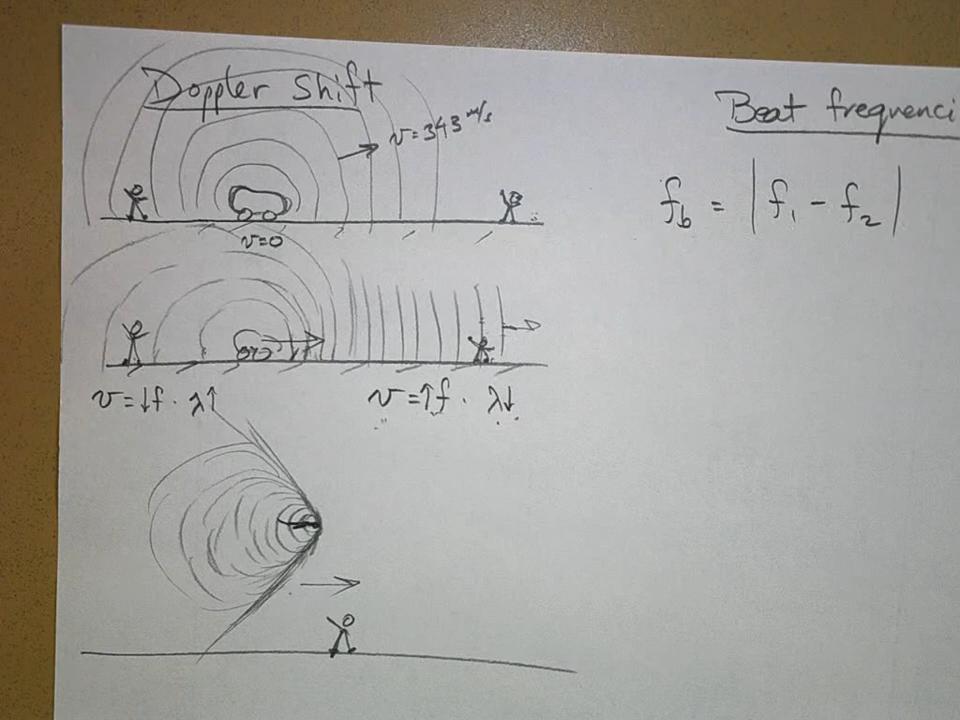 Doppler Shift
v = 343 m/s
v=0
v = ↓f · λ↑
v = ↑f · λ↓
Beat frequenci
f_b = |f_1 - f_2|